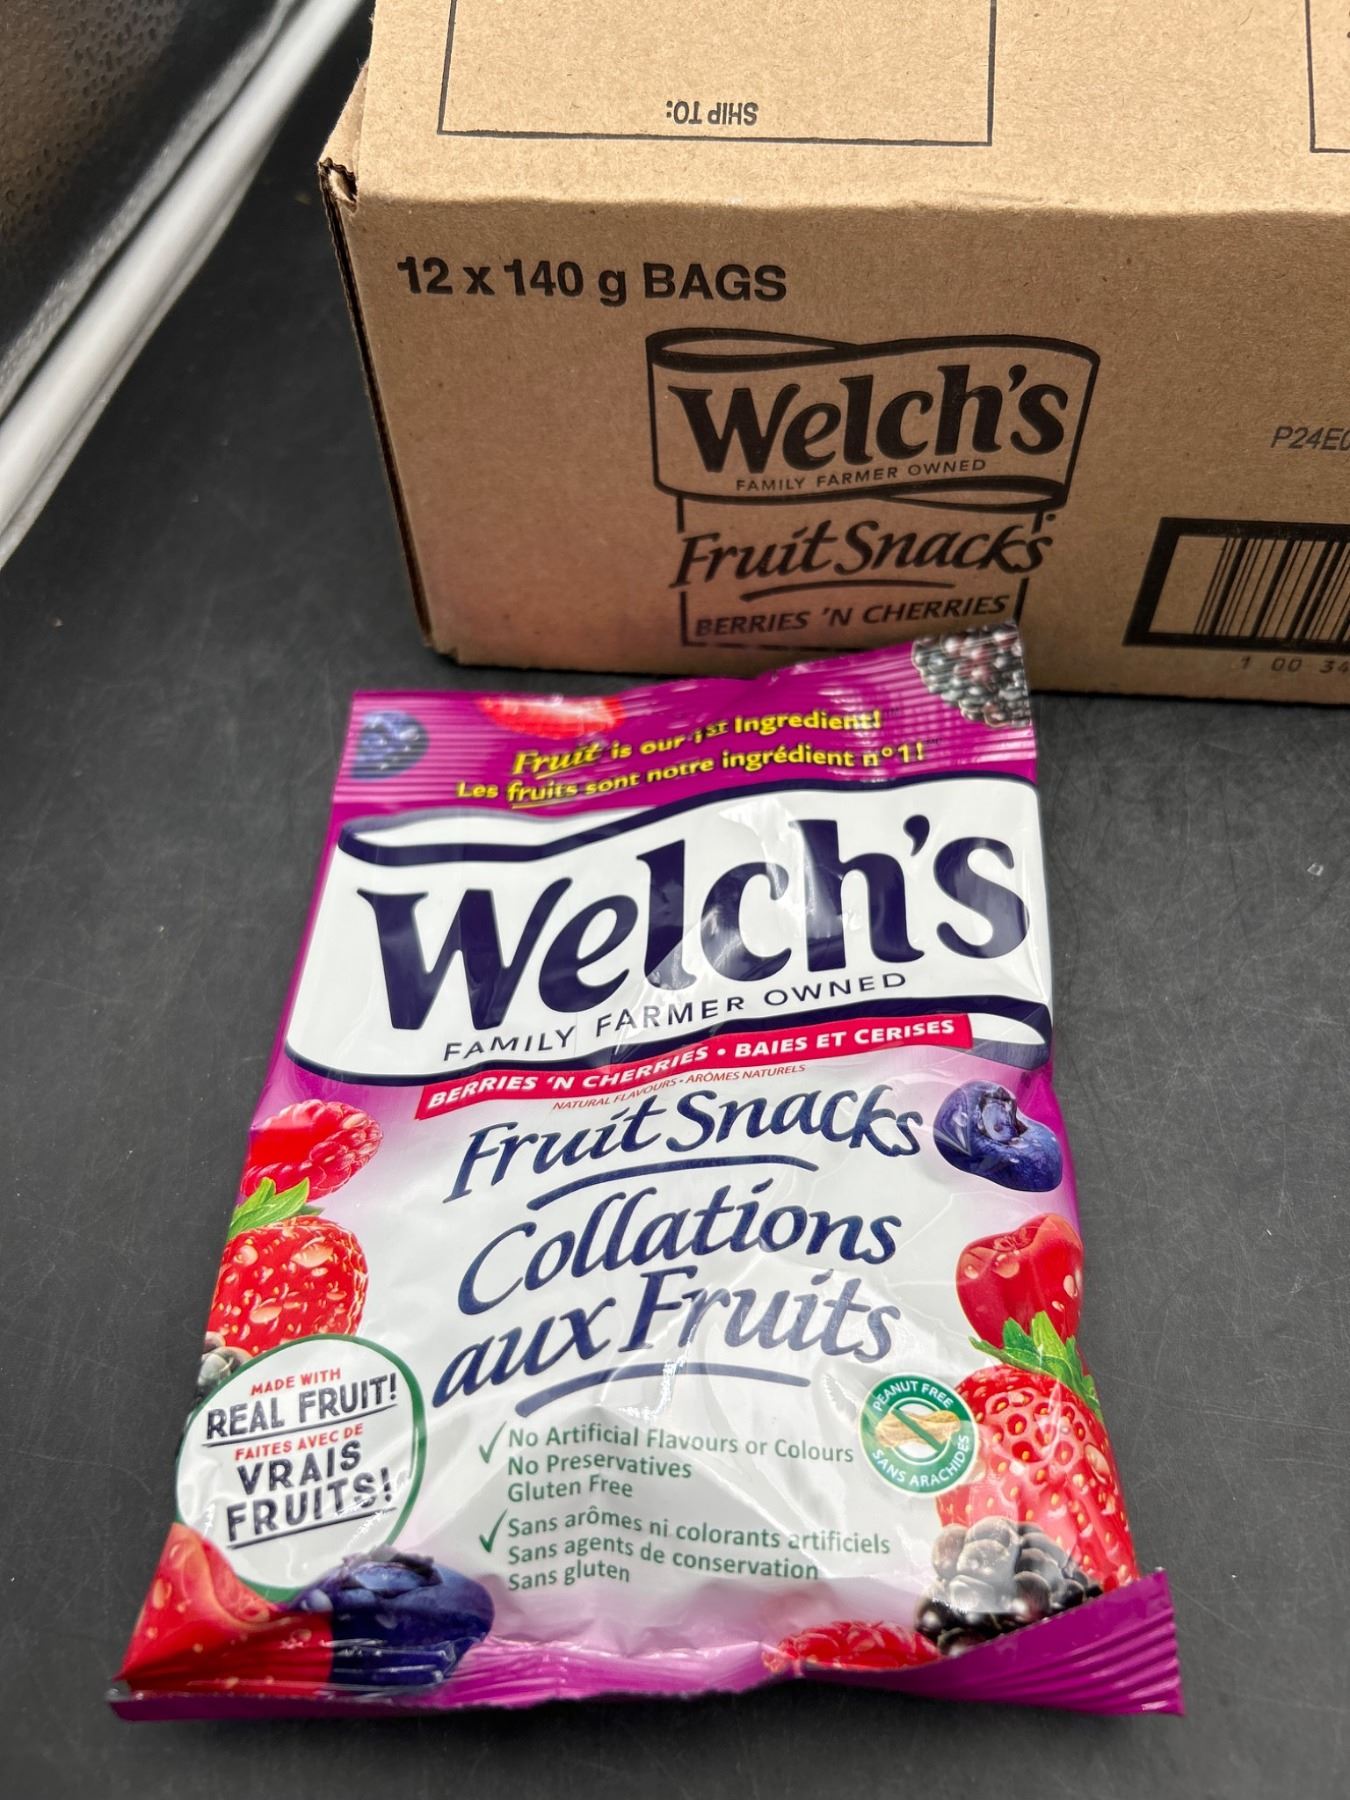 SHIP TO:
12 x 140 g BAGS
Welch's
FAMILY FARMER OWNED
Fruit Snacks
BERRIES 'N CHERRIES
1 00 34
Fruit is our 1ST Ingredient!
Les fruits sont notre ingrédient n°1!
Welch's
FAMILY FARMER OWNED
BERRIES 'N CHERRIES • BAIES ET CERISES
NATURAL FLAVOURS • ARÔMES NATURELS
Fruit Snacks
Collations
aux Fruits
MADE WITH
REAL FRUIT!
FAITES AVEC DE
VRAIS
FRUITS!
✓ No Artificial Flavours or Colours
No Preservatives
Gluten Free
✓ Sans arômes ni colorants artificiels
Sans agents de conservation
Sans gluten
PEANUT FREE
SANS ARACHIDES